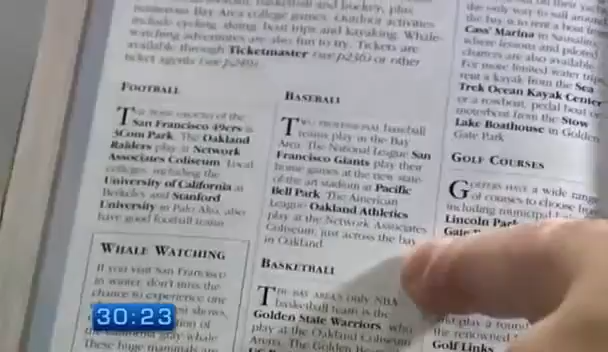 numerous Bay Area college games. Outdoor activities
include cycling, boat trips and kayaking. Whale-
watching adventures are also fun to try. Tickets are
available through Ticketmaster (see p236) or other
ticket agents
FOOTBALL
THE HOME GROUND of the
San Francisco 49ers is
3Com Park. The Oakland
Raiders play at Network
Associates Coliseum. Local
colleges, including the
University of California at
Berkeley and Stanford
University in Palo Alto, also
have good football teams.
WHALE WATCHING
If you visit San Francisco
in winter, don't miss the
chance to experience one
shows,
of
the California gray whale.
These huge mammals are
BASEBALL
TWO PROFESSIONAL baseball
teams play in the Bay
Area. The National League San
Francisco Giants play their
home games at the new state
of the art stadium at Pacific
Bell Park. The American
League Oakland Athletics
play at the Network Associates
Coliseum, just across the bay
in Oakland.
BASKETBALL
THE BAY AREA'S only NBA
basketball team is the
Golden State Warriors, who
play at the Oakland Coliseum
Arena. The Golden
the only way to sail around
the bay is to rent a boat from
Cass' Marina in Sausalito,
where lessons and piloted
charters are also available.
For more limited water trips,
rent a kayak from the Sea
Trek Ocean Kayak Center
or a rowboat, pedal boat or
motorboat from the Stow
Lake Boathouse in Golden
Gate Park
GOLF COURSES
GOLFERS HAVE a wide range
of courses to choose from,
including municipal
Lincoln Park
Gate
and play a round
the renowned
Golf Links
30:23